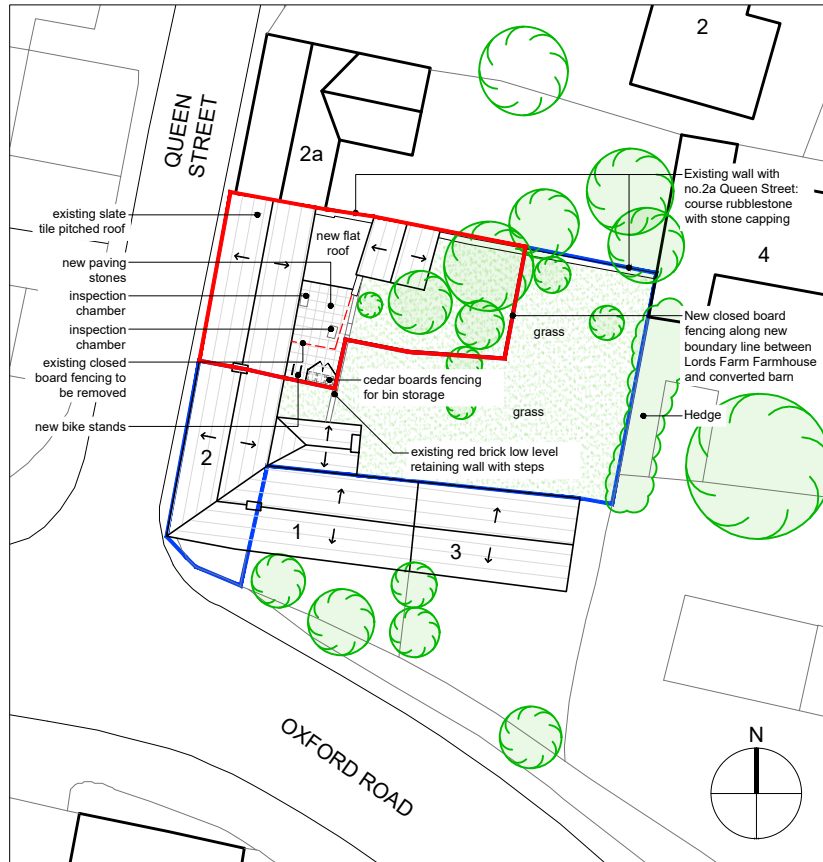 2
QUEEN
STREET
2a
Existing wall with
no.2a Queen Street:
course rubblestone
with stone capping
existing slate
tile pitched roof
new flat
roof
4
new paving
stones
inspection
chamber
inspection
chamber
existing closed
board fencing to
be removed
new bike stands
grass
New closed board
fencing along new
boundary line between
Lords Farm Farmhouse
and converted barn
cedar boards fencing
for bin storage
grass
Hedge
2
existing red brick low level
retaining wall with steps
1
3
OXFORD ROAD
N